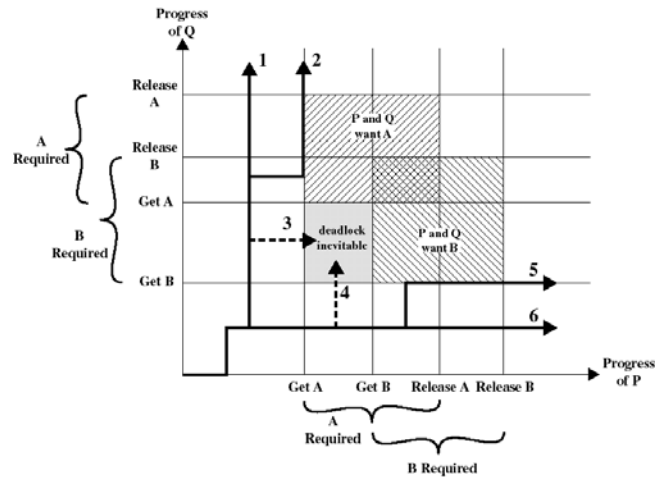 Progress
of Q
1
2
Release
A
P and Q
want A
A
Required
Release
B
Get A
B
Required
3
deadlock
inevitable
P and Q
want B
Get B
4
5
6
Progress
of P
Get A
Get B
Release A
Release B
A
Required
B Required